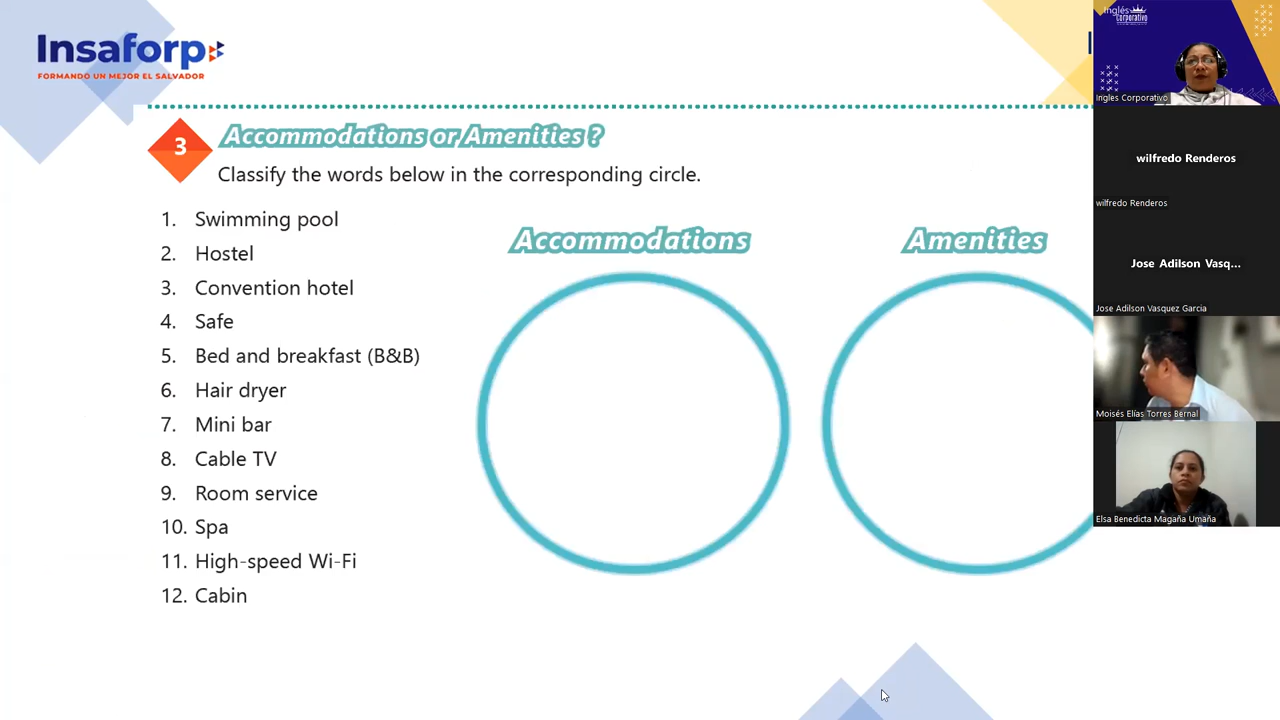 Insaforp
FORMANDO UN MEJOR EL SALVADOR
3
Accommodations or Amenities ?
Classify the words below in the corresponding circle.
1. Swimming pool
2. Hostel
3. Convention hotel
4. Safe
5. Bed and breakfast (B&B)
6. Hair dryer
7. Mini bar
8. Cable TV
9. Room service
10. Spa
11. High-speed Wi-Fi
12. Cabin
Accommodations
Amenities
Inglés
Corporativo
Ingles Corporativo
wilfredo Renderos
wilfredo Renderos
Jose Adilson Vasq...
Jose Adilson Vasquez Garcia
Moisés Elías Torres Bernal
Elsa Benedicta Magaña Umaña